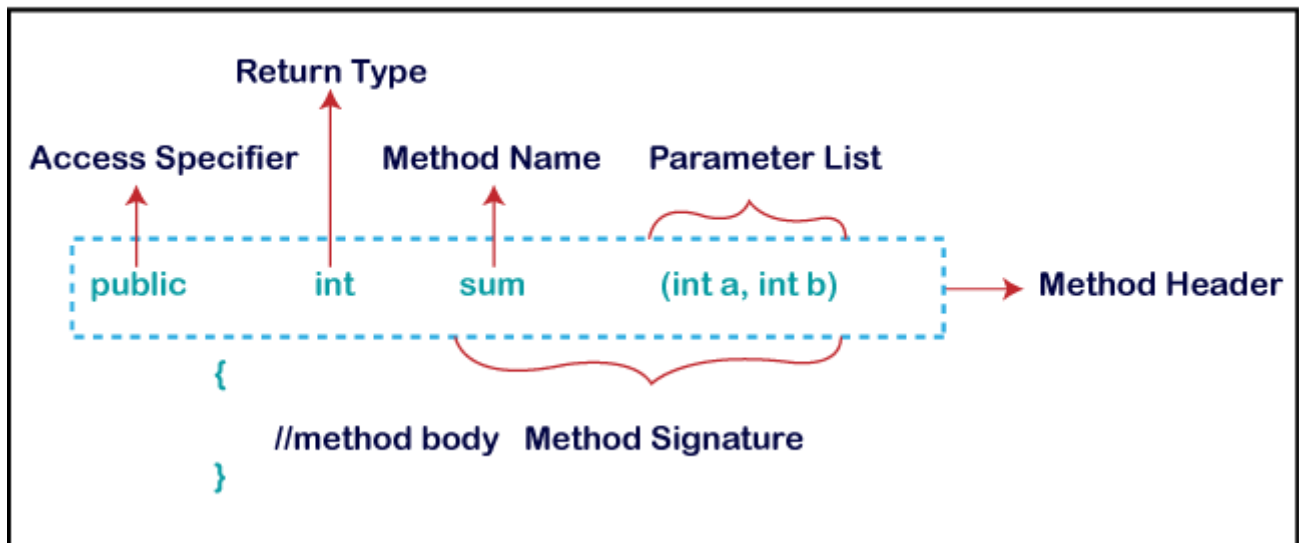 Return Type
Access Specifier Method Name Parameter List
public int sum (int a, int b) Method Header
{
//method body Method Signature
}